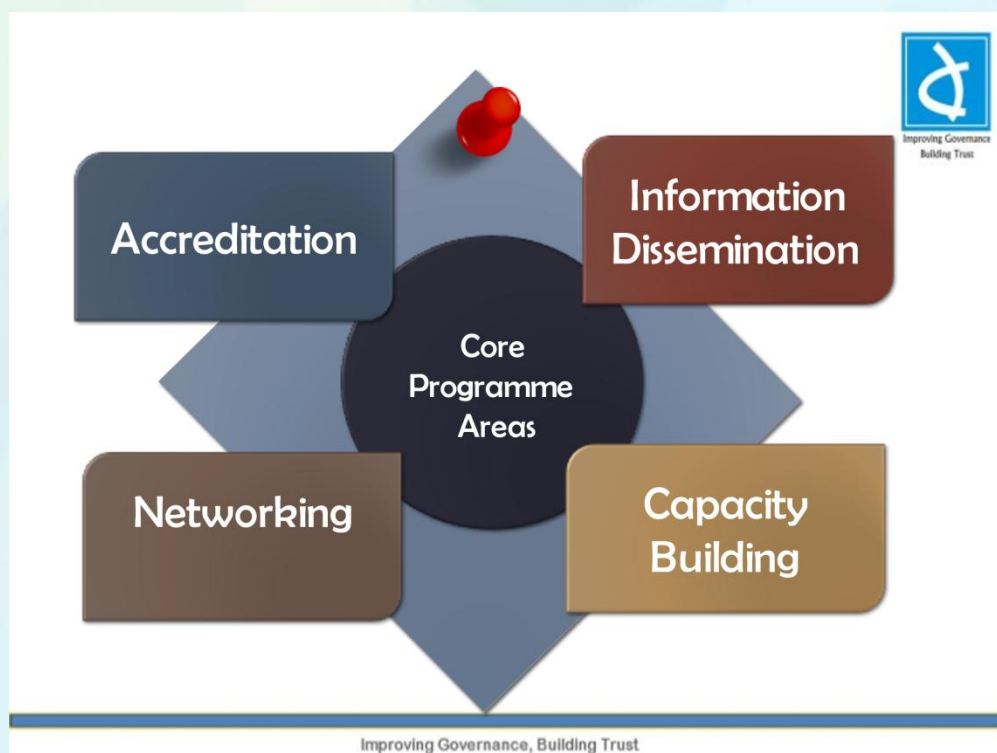 Improving Governance
Building Trust
Accreditation
Information
Dissemination
Core
Programme
Areas
Networking
Capacity
Building
Improving Governance, Building Trust